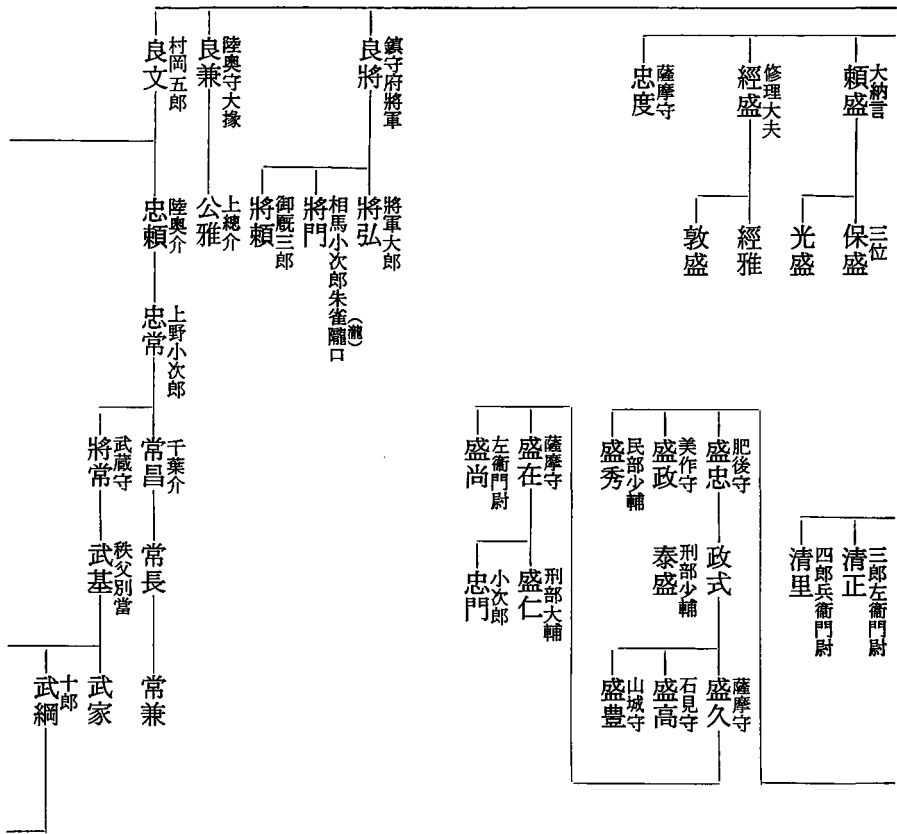 大納言
頼盛
三位
保盛
光盛
修理大夫
經盛
經雅
敦盛
薩摩守
忠度
三郎左衞門尉
清正
四郎兵衞門尉
清里
肥後守
盛忠
美作守
盛政
民部少輔
盛秀
政式
刑部少輔
泰盛
薩摩守
盛久
石見守
盛高
山城守
盛豊
薩摩守
盛在
左衞門尉
盛尚
刑部大輔
盛仁
小次郎
忠門
鎮守府將軍
良將
將軍太郎
將弘
相馬小次郎朱雀隴口
(瀧)
將門
御厩三郎
將頼
陸奥守大掾
良兼
上總介
公雅
村岡五郎
良文
陸奥介
忠頼
上野小次郎
忠常
千葉介
常昌
常長
常兼
武蔵守
將常
秩父別當
武基
武家
十郎
武綱